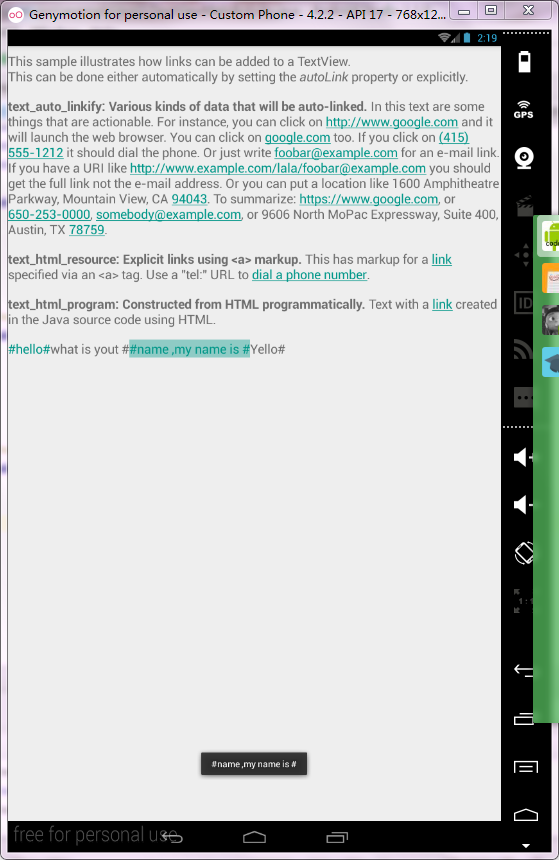 Genymotion for personal use - Custom Phone - 4.2.2 - API 17 - 768x12...
2:19
This sample illustrates how links can be added to a TextView.
This can be done either automatically by setting the autoLink property or explicitly.
text_auto_linkify: Various kinds of data that will be auto-linked. In this text are some
things that are actionable. For instance, you can click on http://www.google.com and it
will launch the web browser. You can click on google.com too. If you click on (415)
555-1212 it should dial the phone. Or just write foobar@example.com for an e-mail link.
If you have a URI like http://www.example.com/lala/foobar@example.com you should
get the full link not the e-mail address. Or you can put a location like 1600 Amphitheatre
Parkway, Mountain View, CA 94043. To summarize: https://www.google.com, or
650-253-0000, somebody@example.com, or 9606 North MoPac Expressway, Suite 400,
Austin, TX 78759.
text_html_resource: Explicit links using <a> markup. This has markup for a link
specified via an <a> tag. Use a "tel:" URL to dial a phone number.
text_html_program: Constructed from HTML programmatically. Text with a link created
in the Java source code using HTML.
#hello#what is yout ##name ,my name is #Yello#
#name ,my name is #
free for personal use
GPS
ID
1:1
code